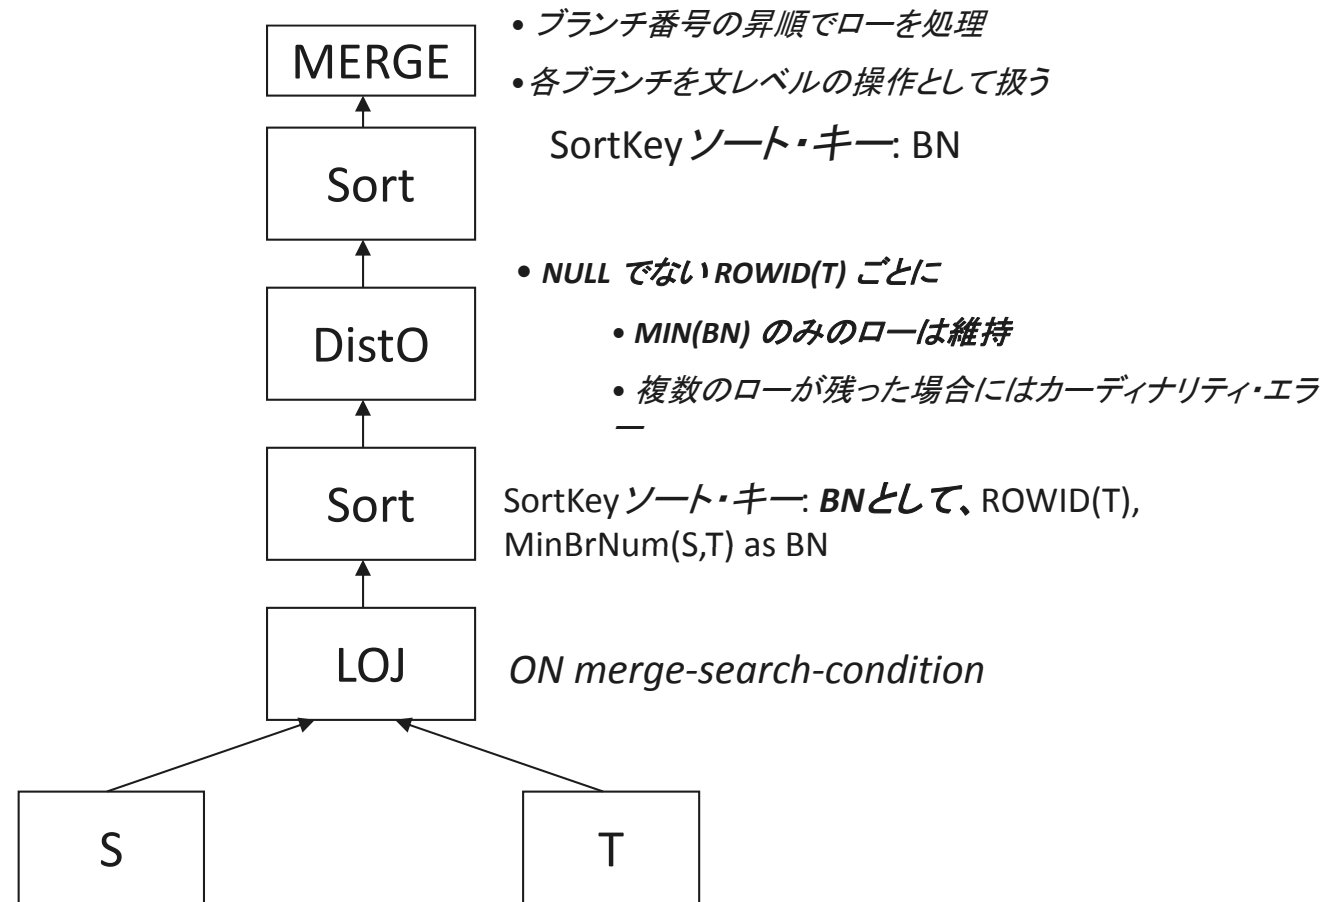 • ブランチ番号の昇順でローを処理
MERGE
•各ブランチを文レベルの操作として扱う
SortKeyソート・キー: BN
Sort
• NULL でない ROWID(T) ごとに
• MIN(BN) のみのローは維持
DistO
• 複数のローが残った場合にはカーディナリティ・エラ
ー
Sort
SortKeyソート・キー: BNとして、ROWID(T),
MinBrNum(S,T) as BN
LOJ
ON merge-search-condition
S
T